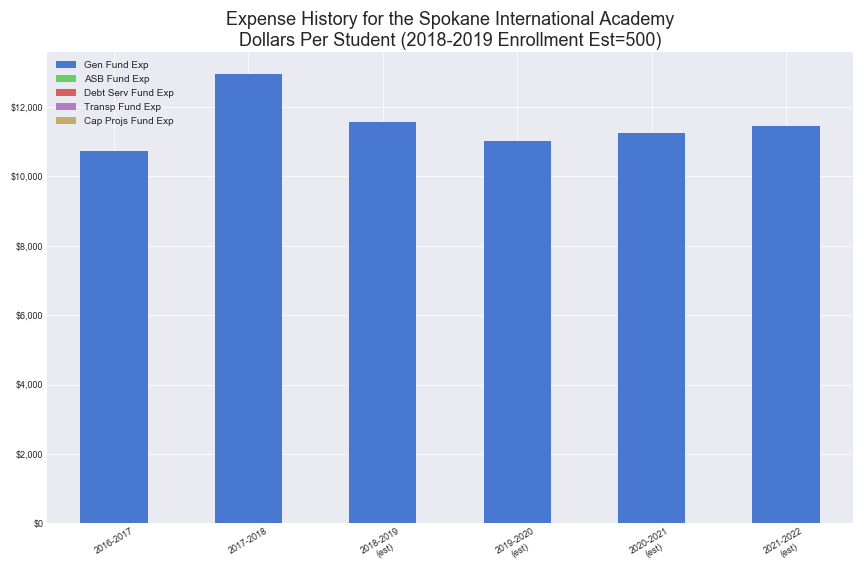 Expense History for the Spokane International Academy
Dollars Per Student (2018-2019 Enrollment Est=500)
Gen Fund Exp
ASB Fund Exp
Debt Serv Fund Exp
Transp Fund Exp
Cap Projs Fund Exp
$12,000
$10,000
$8,000
$6,000
$4,000
$2,000
$0
2016-2017
2017-2018
2018-2019
(est)
2019-2020
(est)
2020-2021
(est)
2021-2022
(est)